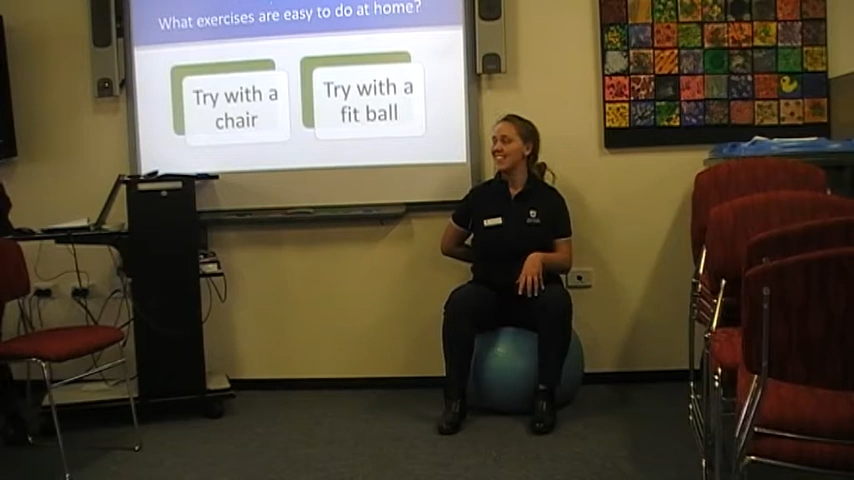 What exercises are easy to do at home?
Try with a
chair
Try with a
fit ball